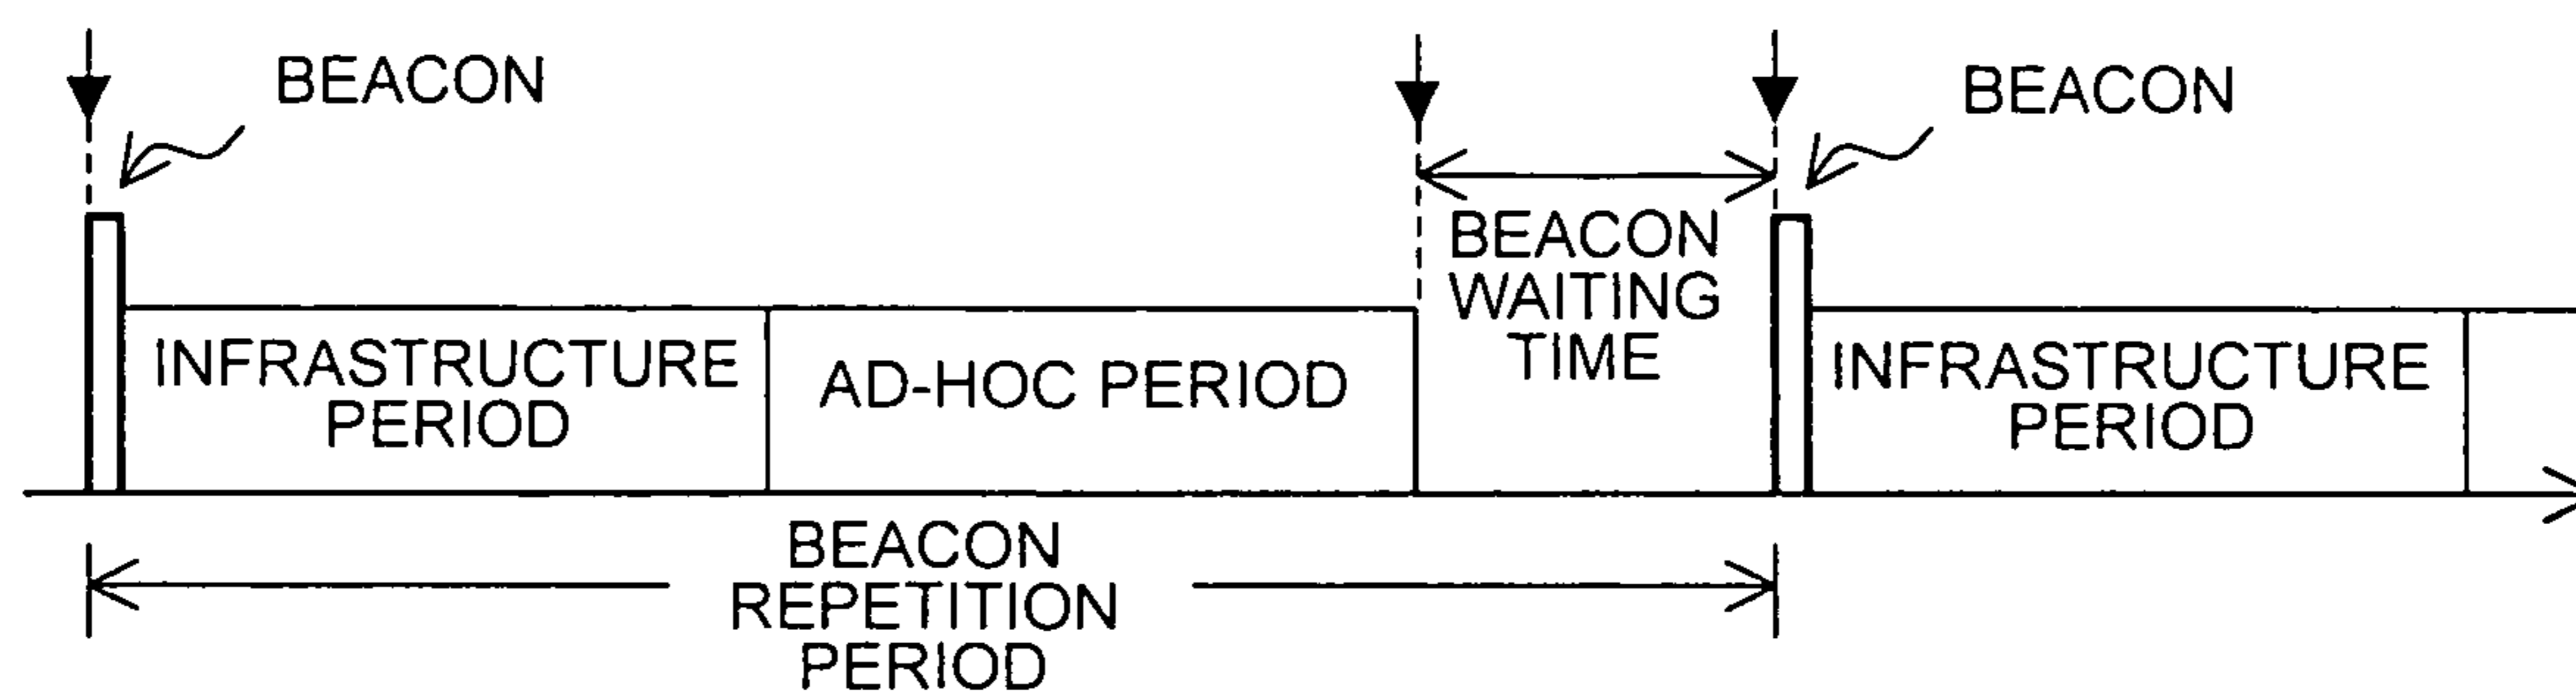 BEACON
BEACON
BEACON
WAITING
TIME
INFRASTRUCTURE
PERIOD
AD-HOC PERIOD
INFRASTRUCTURE
PERIOD
BEACON
REPETITION
PERIOD